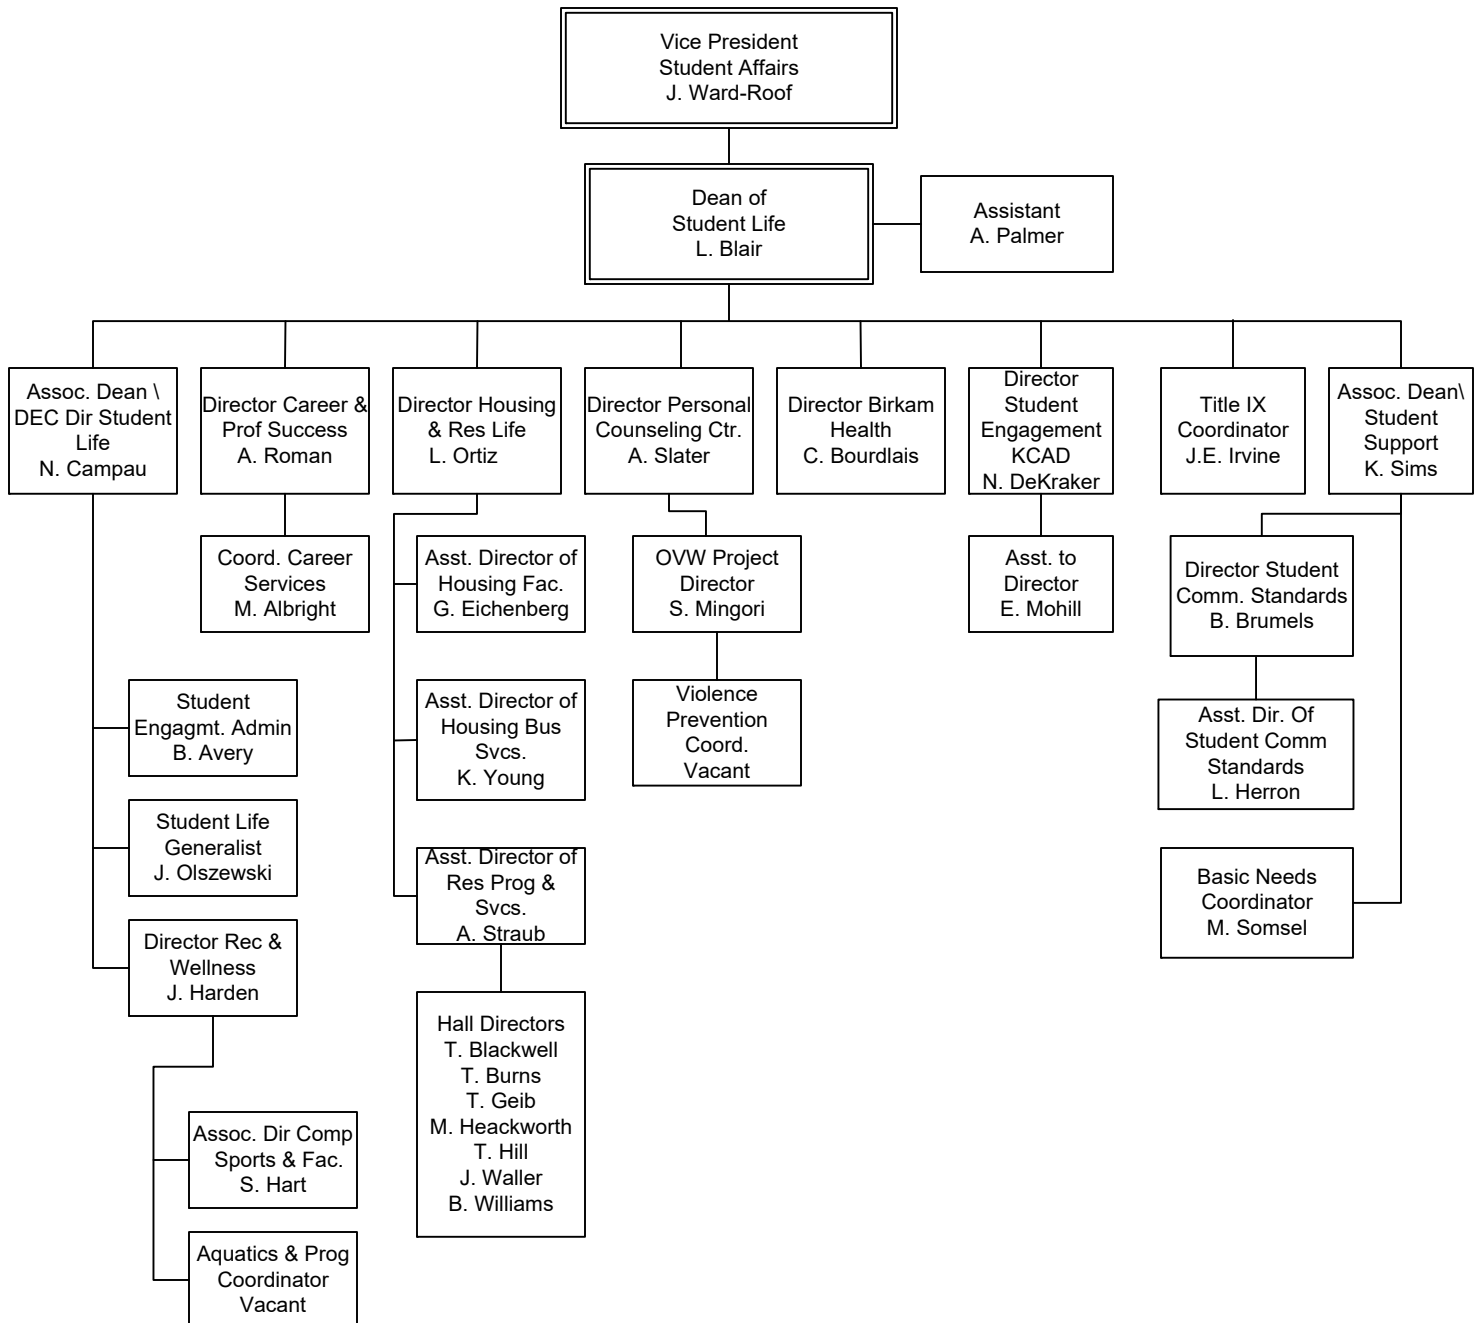 Vice President
Student Affairs
J. Ward-Roof
Dean of
Student Life
L. Blair
Assistant
A. Palmer
Assoc. Dean \
DEC Dir Student
Life
N. Campau
Director Career &
Prof Success
A. Roman
Director Housing
& Res Life
L. Ortiz
Director Personal
Counseling Ctr.
A. Slater
Director Birkam
Health
C. Bourdlais
Director
Student
Engagement
KCAD
N. DeKraker
Title IX
Coordinator
J.E. Irvine
Assoc. Dean\
Student
Support
K. Sims
Coord. Career
Services
M. Albright
Asst. Director of
Housing Fac.
G. Eichenberg
OVW Project
Director
S. Mingori
Asst. to
Director
E. Mohill
Director Student
Comm. Standards
B. Brumels
Student
Engagmt. Admin
B. Avery
Asst. Director of
Housing Bus
Svcs.
K. Young
Violence
Prevention
Coord.
Vacant
Asst. Dir. Of
Student Comm
Standards
L. Herron
Student Life
Generalist
J. Olszewski
Asst. Director of
Res Prog &
Svcs.
A. Straub
Basic Needs
Coordinator
M. Somsel
Director Rec &
Wellness
J. Harden
Hall Directors
T. Blackwell
T. Burns
T. Geib
M. Heackworth
T. Hill
J. Waller
B. Williams
Assoc. Dir Comp
Sports & Fac.
S. Hart
Aquatics & Prog
Coordinator
Vacant